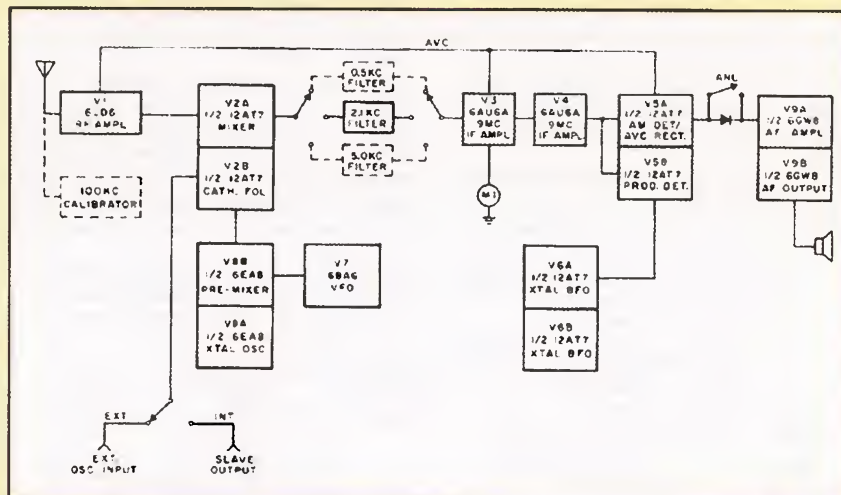 AVC
V1
6LD6
RF AMPL
100KC
CALIBRATOR
V2A
1/2 12AT7
MIXER
V2B
1/2 12AT7
CATH. FOL
0.5KC
FILTER
2.1KC
FILTER
5.0KC
FILTER
V3
6AU6A
9MC
IF AMPL
M1
V4
6AU6A
9MC
IF AMPL
V5A
1/2 12AT7
AM DET/
AVC RECT.
V5B
1/2 12AT7
PROD. DET.
ANL
V9A
1/2 6GW8
AF AMPL
V9B
1/2 6GW8
AF OUTPUT
V8B
1/2 6EA8
PRE-MIXER
V8A
1/2 6EA8
XTAL OSC
V7
6BA6
VFO
V6A
1/2 12AT7
XTAL BFO
V6B
1/2 12AT7
XTAL BFO
EXT
INT
EXT
OSC INPUT
SLAVE
OUTPUT